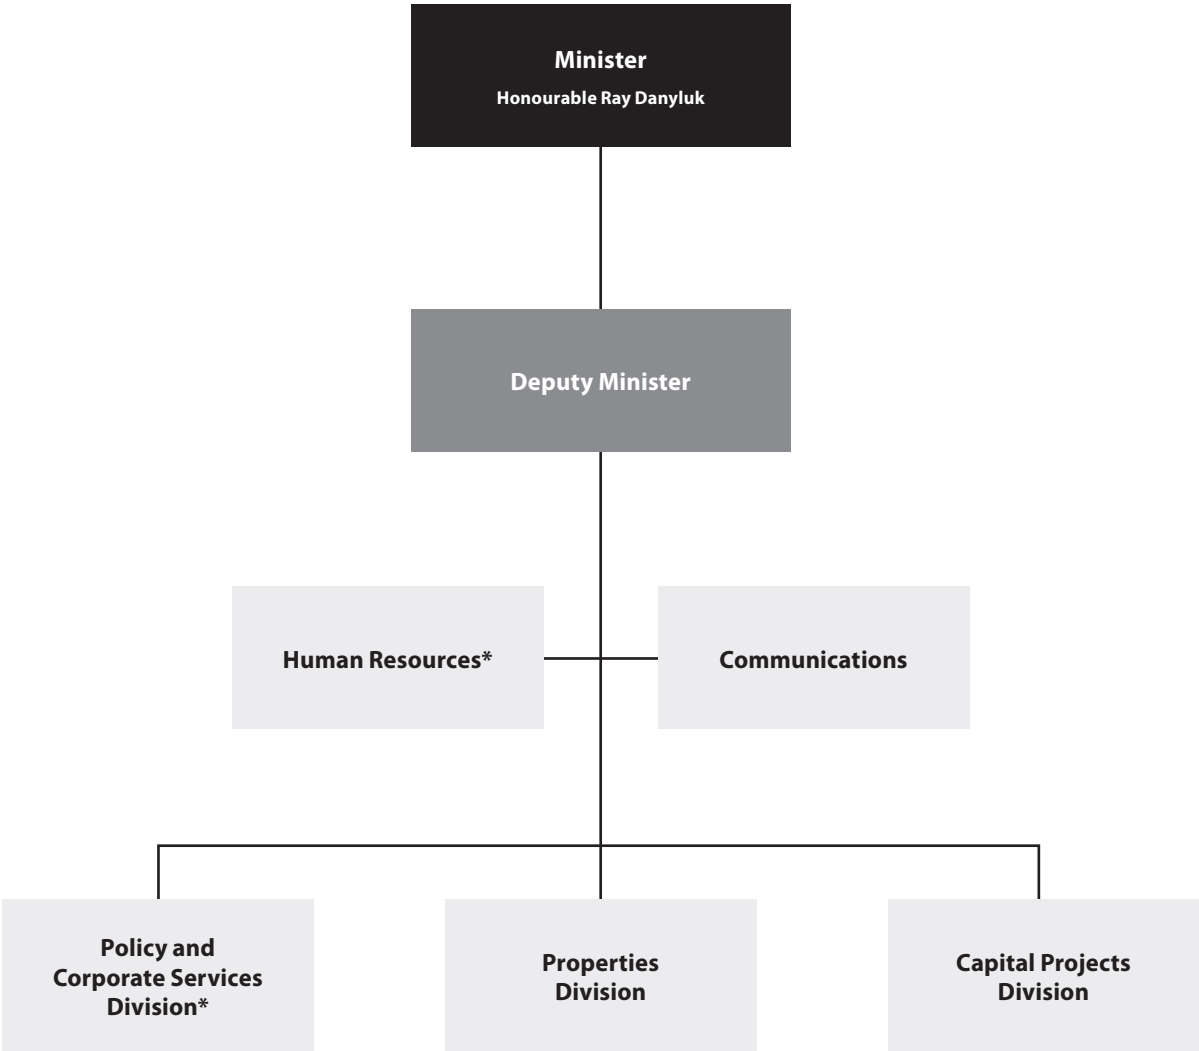 Minister
Honourable Ray Danyluk
Deputy Minister
Human Resources*
Communications
Policy and
Corporate Services
Division*
Properties
Division
Capital Projects
Division